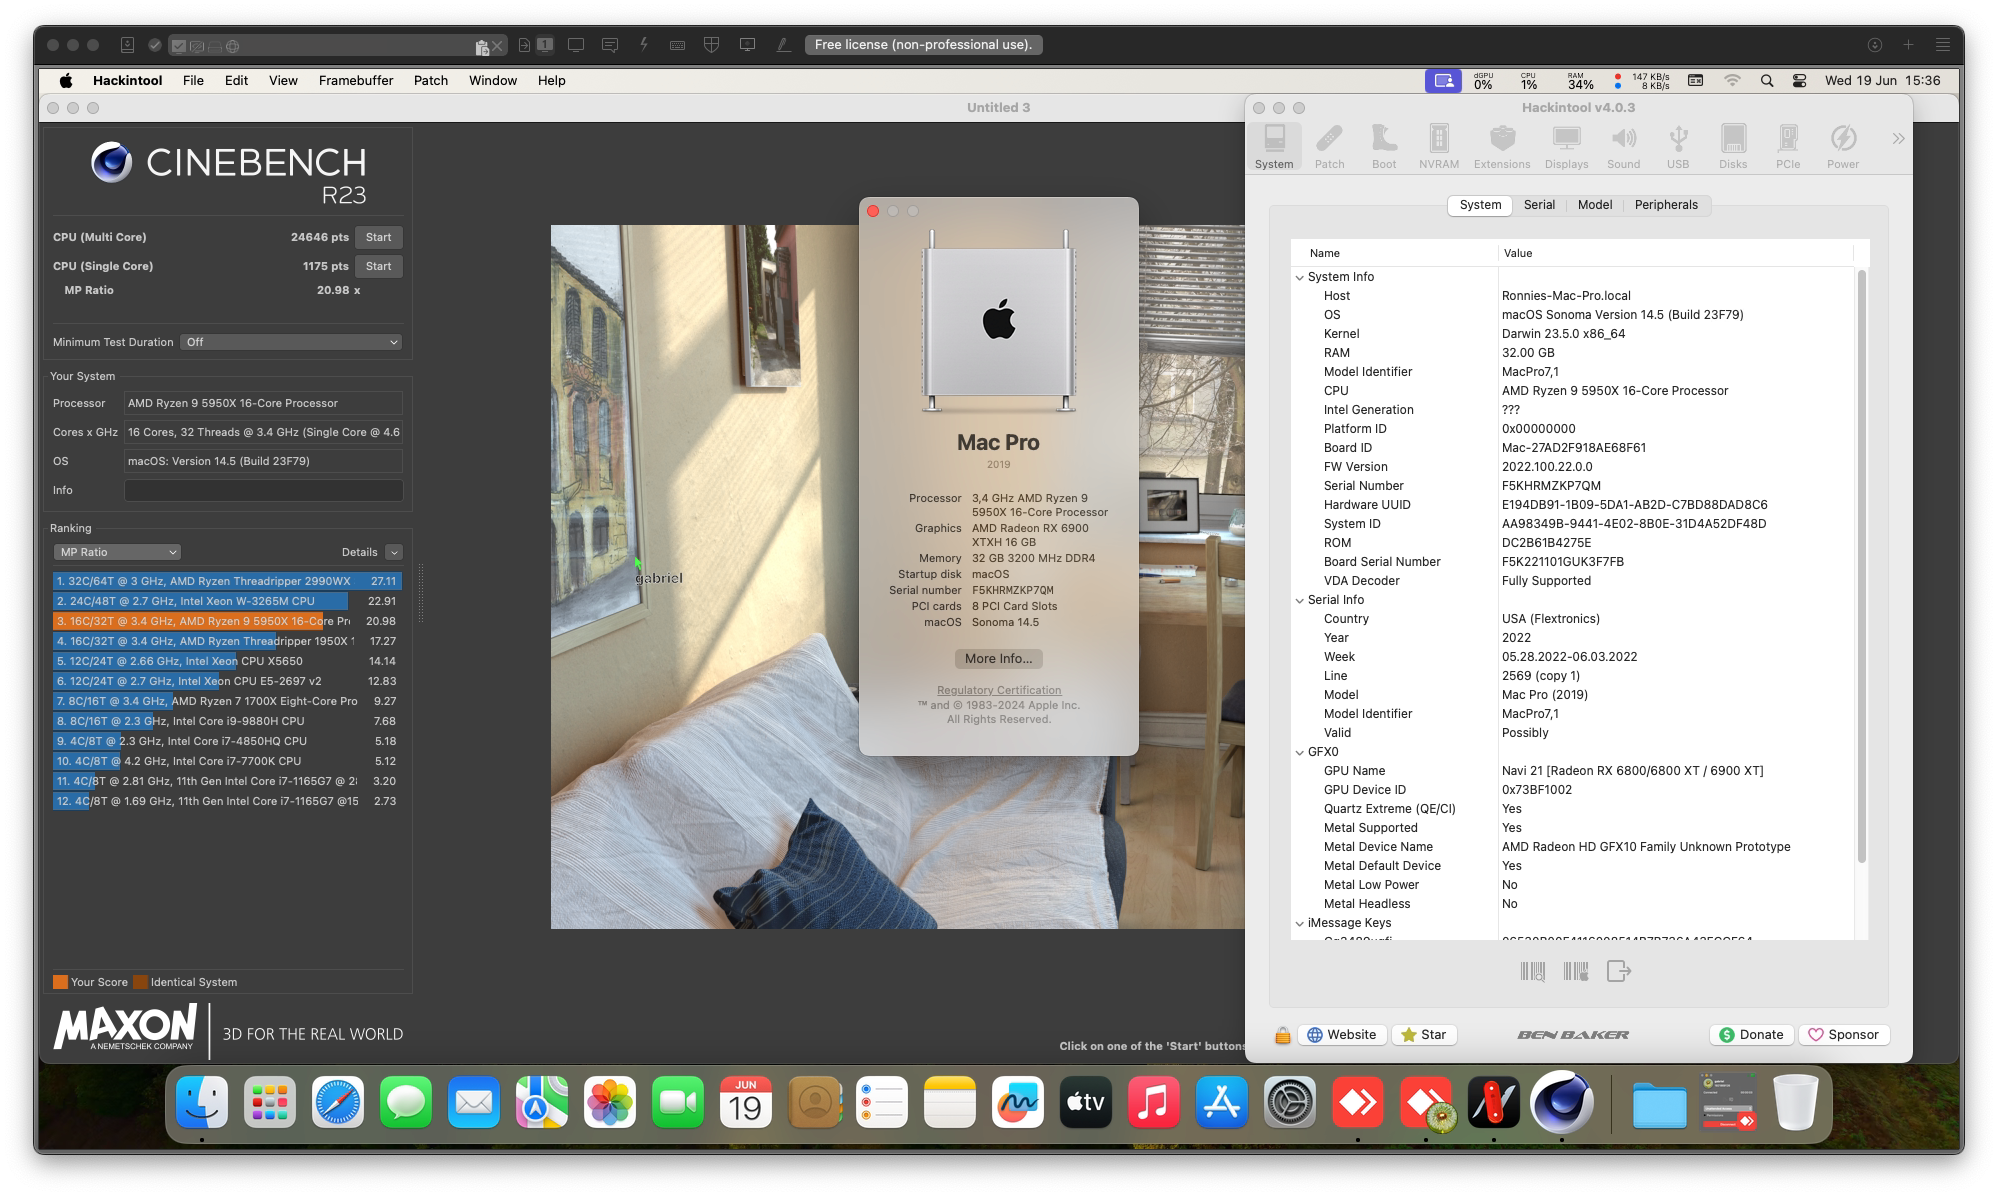 1
Free license (non-professional use).
Hackintool File Edit View Framebuffer Patch Window Help
dGPU 0% CPU 1% RAM 34% 147 KB/s 8 KB/s Wed 19 Jun 15:36
Untitled 3
CINEBENCH
R23
CPU (Multi Core) 24646 pts Start
CPU (Single Core) 1175 pts Start
MP Ratio 20.98 x
Minimum Test Duration Off
Your System
Processor AMD Ryzen 9 5950X 16-Core Processor
Cores x GHz 16 Cores, 32 Threads @ 3.4 GHz (Single Core @ 4.6
OS macOS: Version 14.5 (Build 23F79)
Info
Ranking
MP Ratio Details
1. 32C/64T @ 3 GHz, AMD Ryzen Threadripper 2990WX 27.11
2. 24C/48T @ 2.7 GHz, Intel Xeon W-3265M CPU 22.91
3. 16C/32T @ 3.4 GHz, AMD Ryzen 9 5950X 16-Core Pr 20.98
4. 16C/32T @ 3.4 GHz, AMD Ryzen Threadripper 1950X 1 17.27
5. 12C/24T @ 2.66 GHz, Intel Xeon CPU X5650 14.14
6. 12C/24T @ 2.7 GHz, Intel Xeon CPU E5-2697 v2 12.83
7. 8C/16T @ 3.4 GHz, AMD Ryzen 7 1700X Eight-Core Pro 9.27
8. 8C/16T @ 2.3 GHz, Intel Core i9-9880H CPU 7.68
9. 4C/8T @ 2.3 GHz, Intel Core i7-4850HQ CPU 5.18
10. 4C/8T @ 4.2 GHz, Intel Core i7-7700K CPU 5.12
11. 4C/8T @ 2.81 GHz, 11th Gen Intel Core i7-1165G7 @ 28 3.20
12. 4C/8T @ 1.69 GHz, 11th Gen Intel Core i7-1165G7 @15 2.73
Your Score Identical System
MAXON
A NEMETSCHEK COMPANY
3D FOR THE REAL WORLD
gabriel
Click on one of the 'Start' buttons
Mac Pro
2019
Processor 3,4 GHz AMD Ryzen 9
5950X 16-Core Processor
Graphics AMD Radeon RX 6900
XTXH 16 GB
Memory 32 GB 3200 MHz DDR4
Startup disk macOS
Serial number F5KHRMZKP7QM
PCI cards 8 PCI Card Slots
macOS Sonoma 14.5
More Info...
Regulatory Certification
™ and © 1983-2024 Apple Inc.
All Rights Reserved.
Hackintool v4.0.3
System Patch Boot NVRAM Extensions Displays Sound USB Disks PCIe Power
System Serial Model Peripherals
Name Value
System Info
Host Ronnies-Mac-Pro.local
OS macOS Sonoma Version 14.5 (Build 23F79)
Kernel Darwin 23.5.0 x86_64
RAM 32.00 GB
Model Identifier MacPro7,1
CPU AMD Ryzen 9 5950X 16-Core Processor
Intel Generation ???
Platform ID 0x00000000
Board ID Mac-27AD2F918AE68F61
FW Version 2022.100.22.0.0
Serial Number F5KHRMZKP7QM
Hardware UUID E194DB91-1B09-5DA1-AB2D-C7BD88DAD8C6
System ID AA98349B-9441-4E02-8B0E-31D4A52DF48D
ROM DC2B61B4275E
Board Serial Number F5K221101GUK3F7FB
VDA Decoder Fully Supported
Serial Info
Country USA (Flextronics)
Year 2022
Week 05.28.2022-06.03.2022
Line 2569 (copy 1)
Model Mac Pro (2019)
Model Identifier MacPro7,1
Valid Possibly
GFX0
GPU Name Navi 21 [Radeon RX 6800/6800 XT / 6900 XT]
GPU Device ID 0x73BF1002
Quartz Extreme (QE/CI) Yes
Metal Supported Yes
Metal Device Name AMD Radeon HD GFX10 Family Unknown Prototype
Metal Default Device Yes
Metal Low Power No
Metal Headless No
iMessage Keys
Website Star BEN BAKER Donate Sponsor
JUN
19
tv